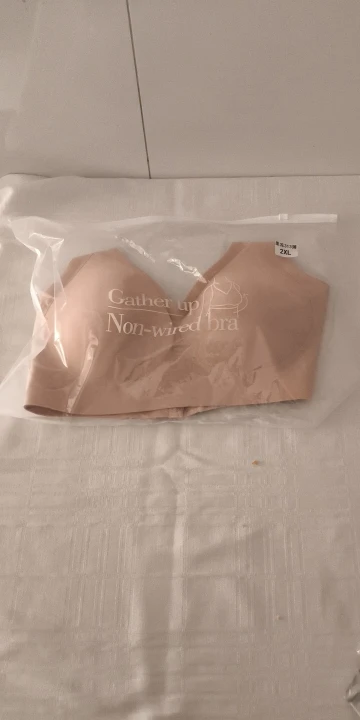 Gather up
Non-wired bra
2XL